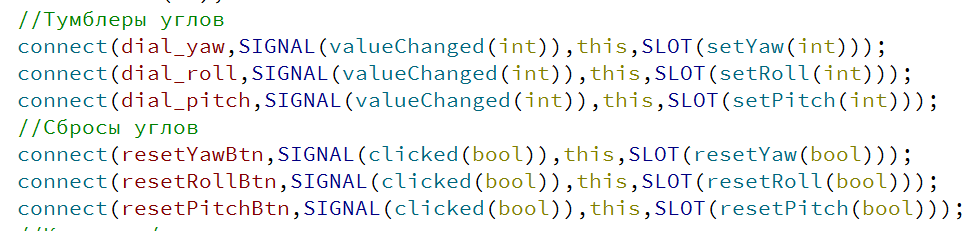 //Тумблеры углов
connect(dial_yaw,SIGNAL(valueChanged(int)),this,SLOT(setYaw(int)));
connect(dial_roll,SIGNAL(valueChanged(int)),this,SLOT(setRoll(int)));
connect(dial_pitch,SIGNAL(valueChanged(int)),this,SLOT(setPitch(int)));
//Сбросы углов
connect(resetYawBtn,SIGNAL(clicked(bool)),this,SLOT(resetYaw(bool)));
connect(resetRollBtn,SIGNAL(clicked(bool)),this,SLOT(resetRoll(bool)));
connect(resetPitchBtn,SIGNAL(clicked(bool)),this,SLOT(resetPitch(bool)));